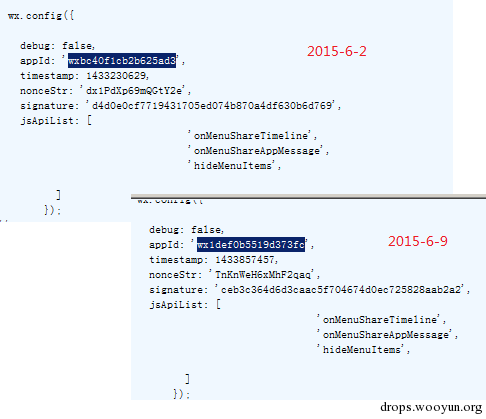 wx.config({
debug: false,
2015-6-2
appId: 'wxbc40f1cb2b625ad3',
timestamp: 1433230629,
nonceStr: 'dx1PdXp69mQGtY2e',
signature: 'd4d0e0cf7719431705ed074b870a4df630b6d769',
jsApiList: [
'onMenuShareTimeline',
'onMenuShareAppMessage',
'hideMenuItems',
]
});
wx.config({
debug: false,
2015-6-9
appId: 'wx1def0b5519d373fc',
timestamp: 1433857457,
nonceStr: 'TnKnWeH6xMhF2qaq',
signature: 'ceb3c364d6d3caac5f704674d0ec725828aab2a2',
jsApiList: [
'onMenuShareTimeline',
'onMenuShareAppMessage',
'hideMenuItems',
]
});
drops.wooyun.org